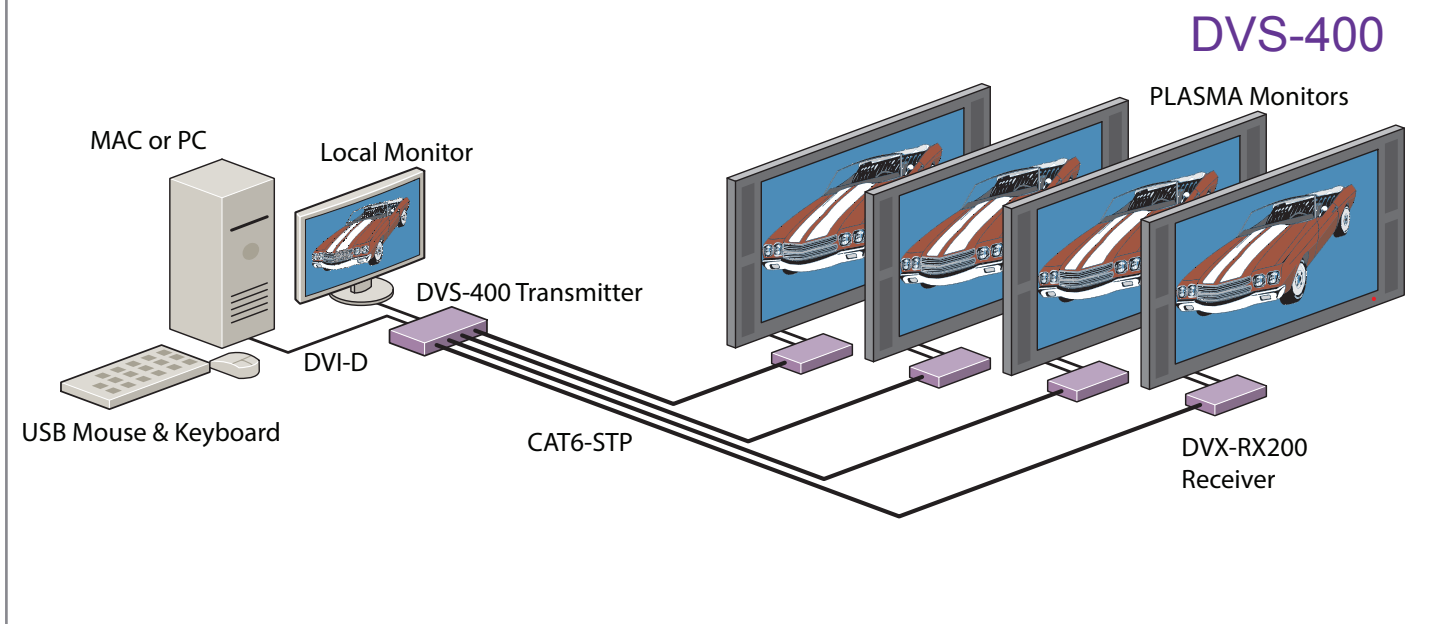 DVS-400
PLASMA Monitors
MAC or PC
Local Monitor
DVS-400 Transmitter
DVI-D
USB Mouse & Keyboard
CAT6-STP
DVX-RX200
Receiver